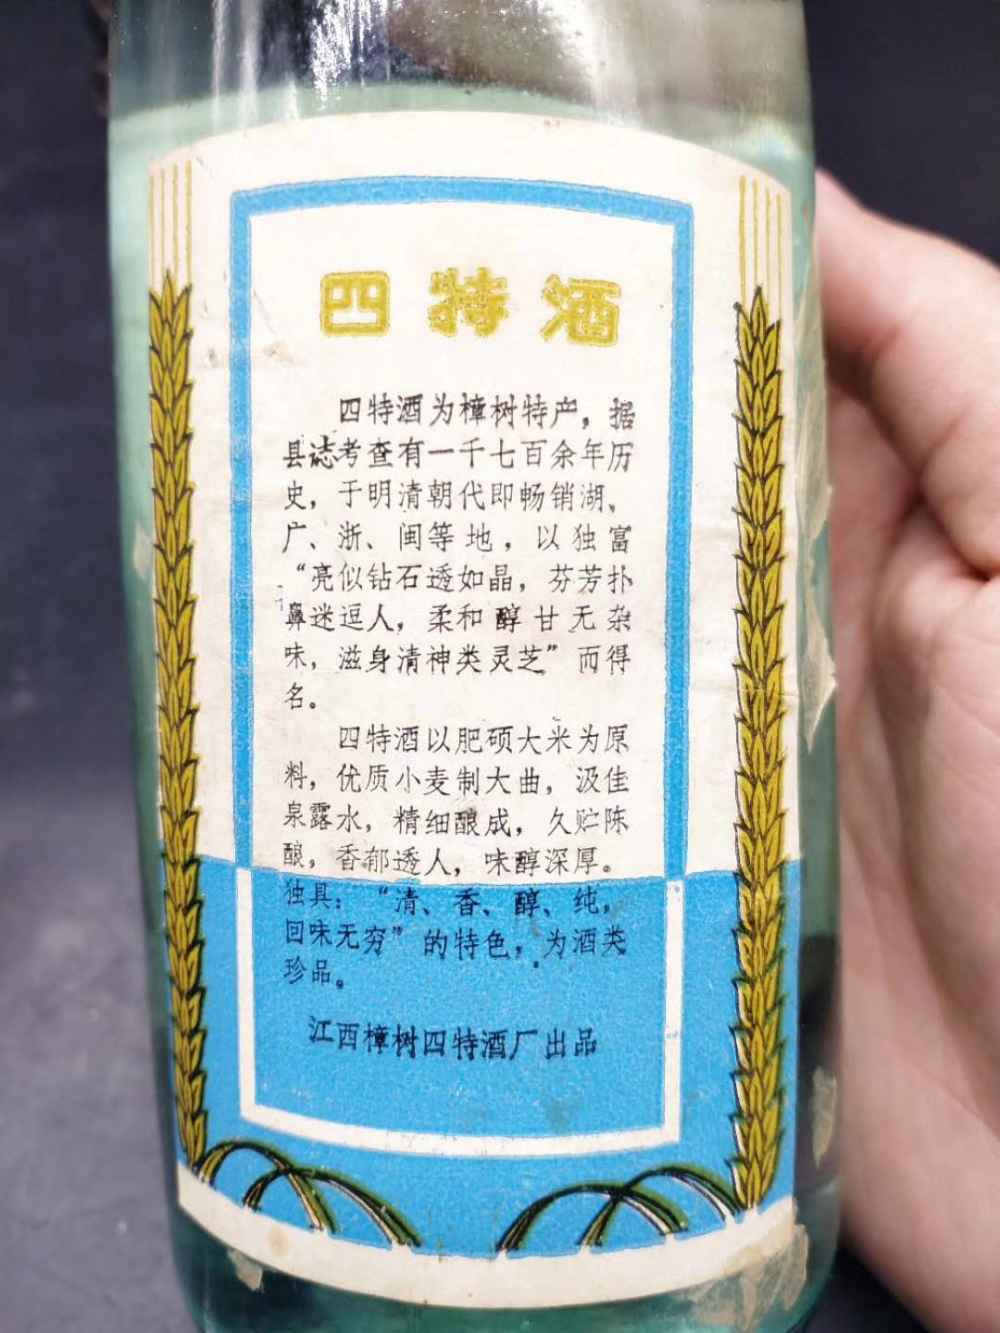 四特酒
四特酒为樟树特产，据
县志考查有一千七百余年历
史，于明清朝代即畅销湖、
广、浙、闽等地，以独富
“亮似钻石透如晶，芬芳扑
鼻迷逗人，柔和醇甘无杂
味，滋身清神类灵芝”而得
名。
四特酒以肥硕大米为原
料，优质小麦制大曲，汲佳
泉露水，精细酿成，久贮陈
酿，香郁透人，味醇深厚。
独具：“清、香、醇、纯，
回味无穷”的特色，为酒类
珍品。
江西樟树四特酒厂出品